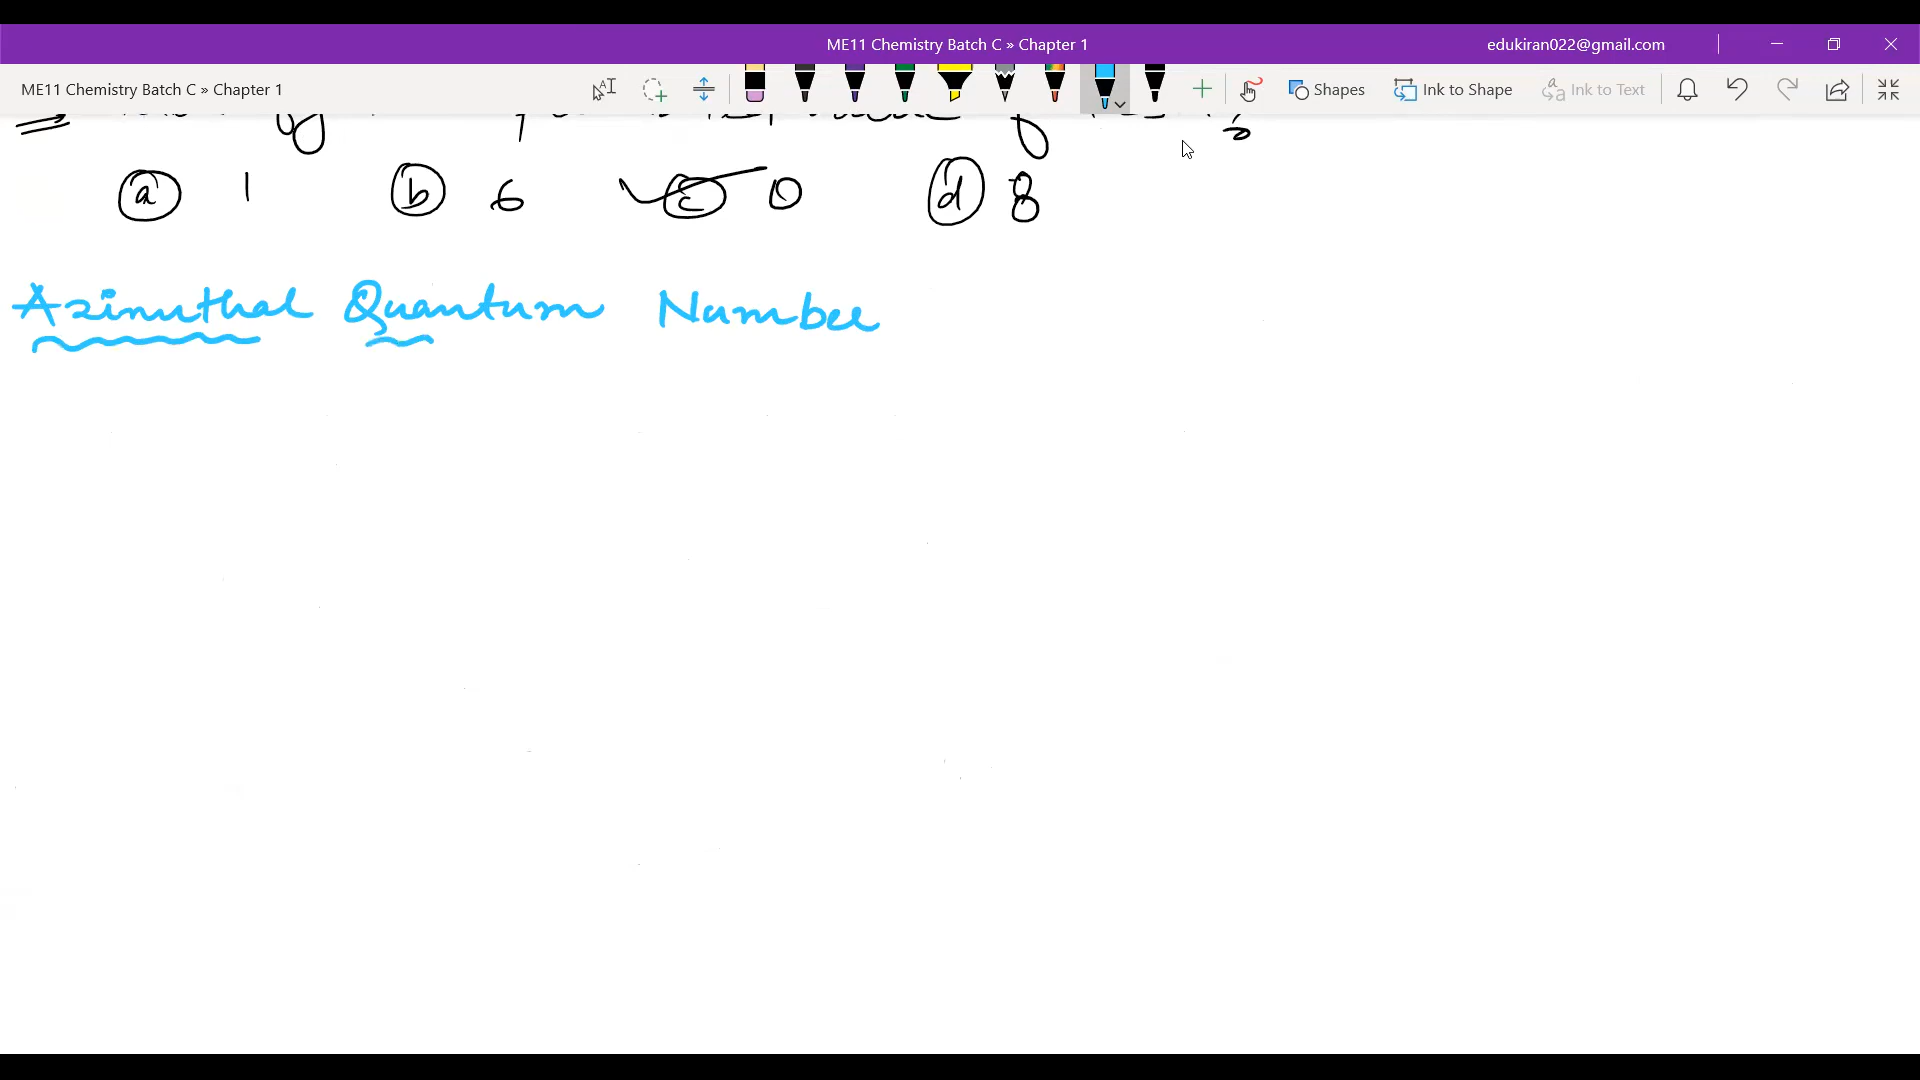 ME11 Chemistry Batch C » Chapter 1
edukiran022@gmail.com
ME11 Chemistry Batch C » Chapter 1
Shapes
Ink to Shape
Ink to Text
(a) 1 (b) 6 (c) 0 (d) 8
Azimuthal Quantum Number